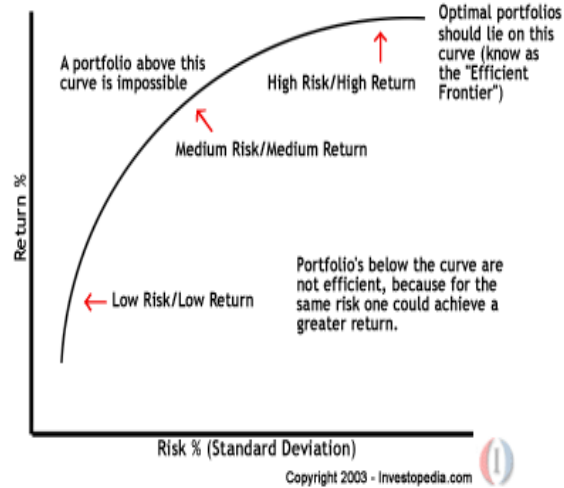 Optimal portfolios
should lie on this
curve (know as
the "Efficient
Frontier")
A portfolio above this
curve is impossible
High Risk/High Return
Medium Risk/Medium Return
Return %
Portfolio's below the curve are
not efficient, because for the
same risk one could achieve a
greater return.
Low Risk/Low Return
Risk % (Standard Deviation)
Copyright 2003 - Investopedia.com